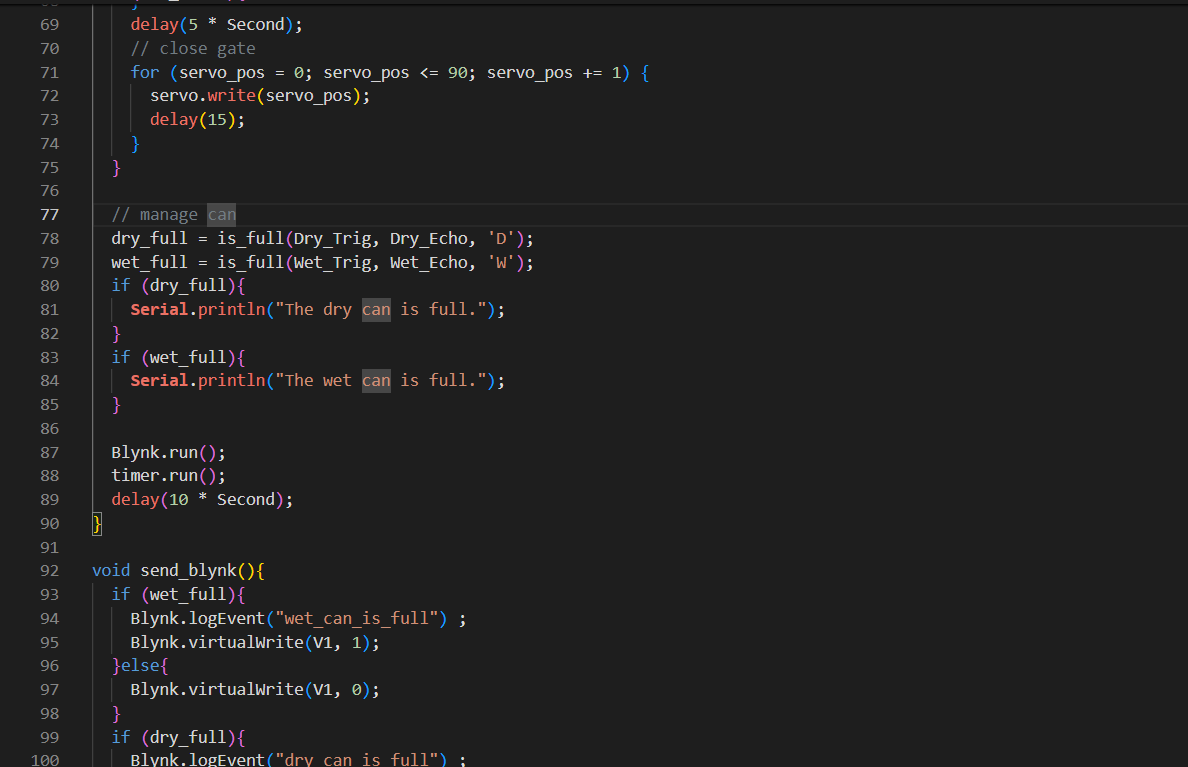 69 delay(5 * Second);
70 // close gate
71 for (servo_pos = 0; servo_pos <= 90; servo_pos += 1) {
72 servo.write(servo_pos);
73 delay(15);
74 }
75 }
76
77 // manage can
78 dry_full = is_full(Dry_Trig, Dry_Echo, 'D');
79 wet_full = is_full(Wet_Trig, Wet_Echo, 'W');
80 if (dry_full){
81 Serial.println("The dry can is full.");
82 }
83 if (wet_full){
84 Serial.println("The wet can is full.");
85 }
86
87 Blynk.run();
88 timer.run();
89 delay(10 * Second);
90 }
91
92 void send_blynk(){
93 if (wet_full){
94 Blynk.logEvent("wet_can_is_full") ;
95 Blynk.virtualWrite(V1, 1);
96 }else{
97 Blynk.virtualWrite(V1, 0);
98 }
99 if (dry_full){
100 Blynk.logEvent("dry_can_is_full") ;